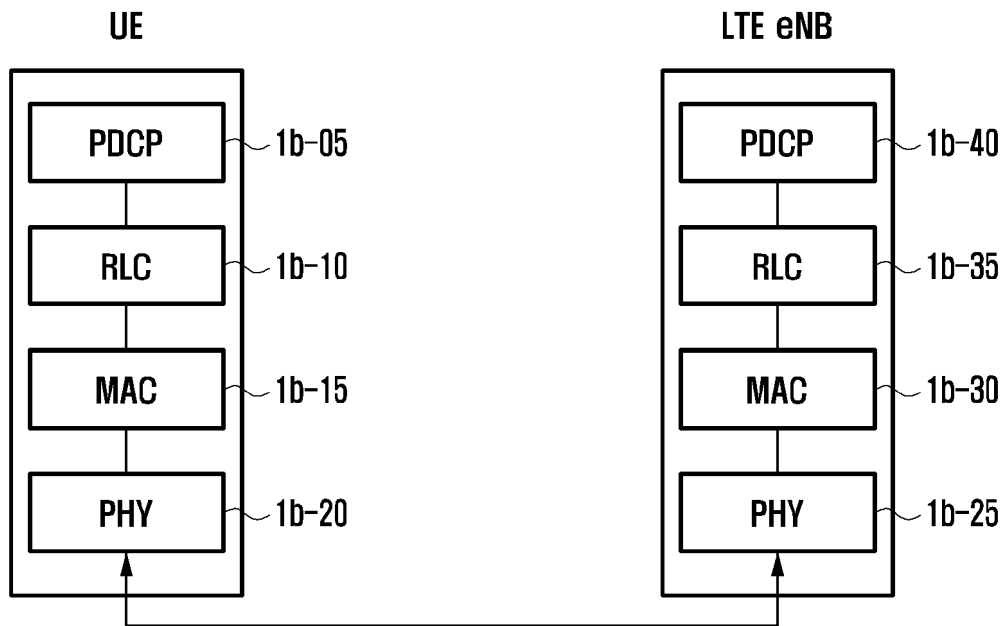 UE LTE eNB
PDCP 1b-05 PDCP 1b-40
RLC 1b-10 RLC 1b-35
MAC 1b-15 MAC 1b-30
PHY 1b-20 PHY 1b-25